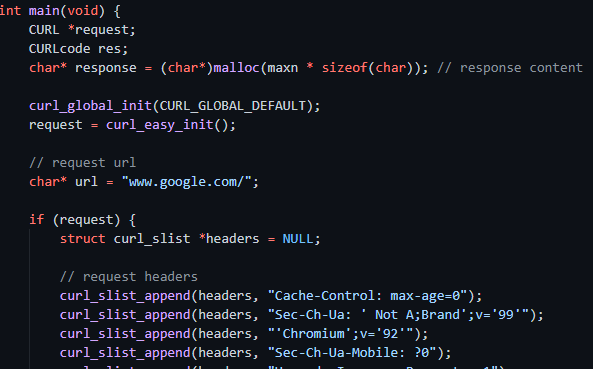 int main(void) {
CURL *request;
CURLcode res;
char* response = (char*)malloc(maxn * sizeof(char)); // response content
curl_global_init(CURL_GLOBAL_DEFAULT);
request = curl_easy_init();
// request url
char* url = "www.google.com/";
if (request) {
struct curl_slist *headers = NULL;
// request headers
curl_slist_append(headers, "Cache-Control: max-age=0");
curl_slist_append(headers, "Sec-Ch-Ua: ' Not A;Brand';v='99'");
curl_slist_append(headers, "'Chromium';v='92'");
curl_slist_append(headers, "Sec-Ch-Ua-Mobile: ?0");